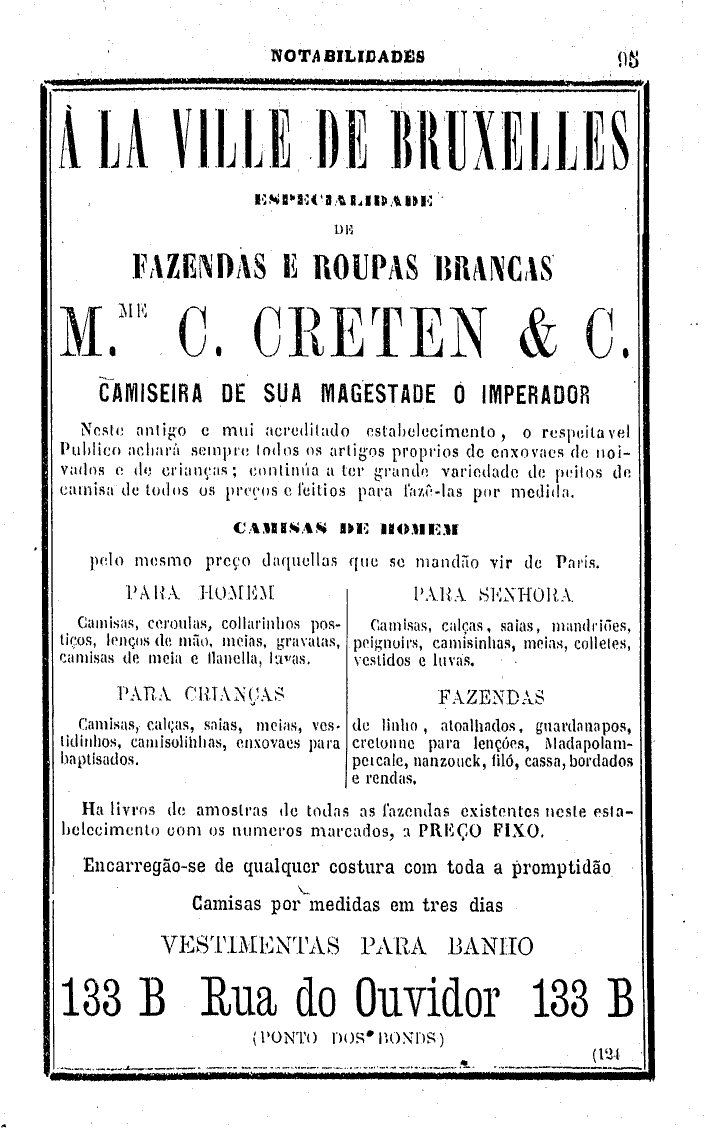 NOTABILIDADES 95
À LA VILLE DE BRUXELLES
ESPECIALIDADE
DE
FAZENDAS E ROUPAS BRANCAS
M.ME C. CRETEN & C.
CAMISEIRA DE SUA MAGESTADE O IMPERADOR
Neste antigo e mui acreditado estabelecimento, o respeitavel
Publico achará sempre todos os artigos proprios de enxovaes de noi-
vados e de crianças; continúa a ter grande variedade de peitos de
camisa de todos os preços e feitios para fazê-las por medida.
CAMISAS DE HOMEM
pelo mesmo preço daquellas que se mandão vir de Paris.
PARA HOMEM
Camisas, ceroulas, collarinhos pos-
tiços, lenços de mão, meias, gravatas,
camisas de meia e flanella, luvas.
PARA CRIANÇAS
Camisas, calças, saias, meias, ves-
tidinhos, camisolinhas, enxovaes para
baptisados.
PARA SENHORA
Camisas, calças, saias, mandriões,
peignoirs, camisinhas, meias, colletes,
vestidos e luvas.
FAZENDAS
de linho, atoalhados, guardanapos,
cretonne para lençóes, Madapolam-
percale, nanzouck, filó, cassa, bordados
e rendas.
Ha livros de amostras de todas as fazendas existentes neste esta-
belecimento com os numeros marcados, a PREÇO FIXO.
Encarregão-se de qualquer costura com toda a promptidão
Camisas por medidas em tres dias
VESTIMENTAS PARA BANHO
133 B Rua do Ouvidor 133 B
(PONTO DOS BONDS)
(124